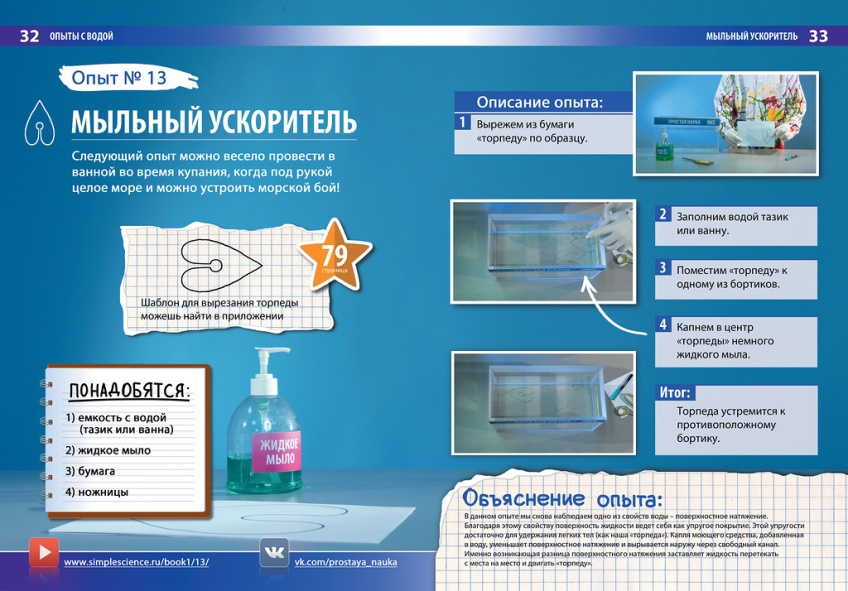 32 ОПЫТЫ С ВОДОЙ
Опыт № 13
МЫЛЬНЫЙ УСКОРИТЕЛЬ
Следующий опыт можно весело провести в
ванной во время купания, когда под рукой
целое море и можно устроить морской бой!
79
страница
Шаблон для вырезания торпеды
можешь найти в приложении
ПОНАДОБЯТСЯ:
1) емкость с водой
(тазик или ванна)
2) жидкое мыло
3) бумага
4) ножницы
ЖИДКОЕ
МЫЛО
www.simplescience.ru/book1/13/
vk.com/prostaya_nauka
МЫЛЬНЫЙ УСКОРИТЕЛЬ 33
Описание опыта:
1 Вырежем из бумаги
«торпеду» по образцу.
ПРОСТАЯ НАУКА
2 Заполним водой тазик
или ванну.
3 Поместим «торпеду» к
одному из бортиков.
4 Капнем в центр
«торпеды» немного
жидкого мыла.
Итог:
Торпеда устремится к
противоположному
бортику.
Объяснение опыта:
В данном опыте мы снова наблюдаем одно из свойств воды – поверхностное натяжение.
Благодаря этому свойству поверхность жидкости ведет себя как упругое покрытие. Этой упругости
достаточно для удержания легких тел (как наша «торпеда»). Капля моющего средства, добавленная
в воду, уменьшает поверхностное натяжение и вырывается наружу через свободный канал.
Именно возникающая разница поверхностного натяжения заставляет жидкость перетекать
с места на место и двигать «торпеду».